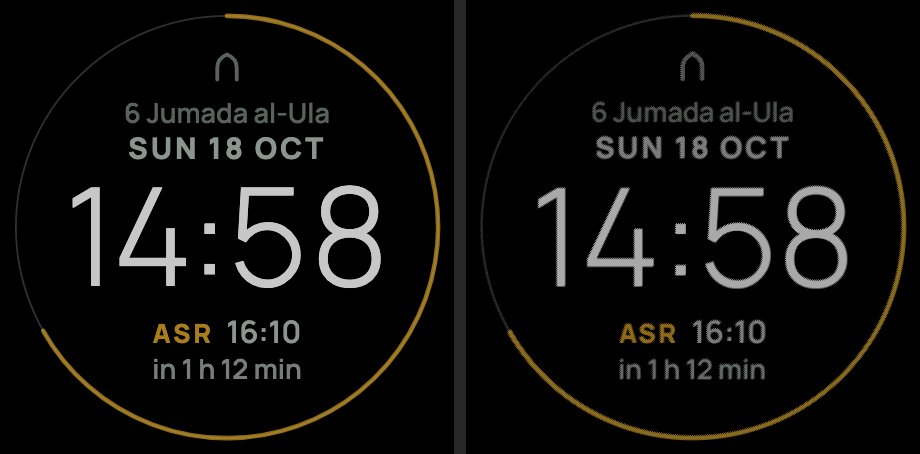 6 Jumada al-Ula
SUN 18 OCT
14:58
ASR 16:10
in 1 h 12 min
6 Jumada al-Ula
SUN 18 OCT
14:58
ASR 16:10
in 1 h 12 min